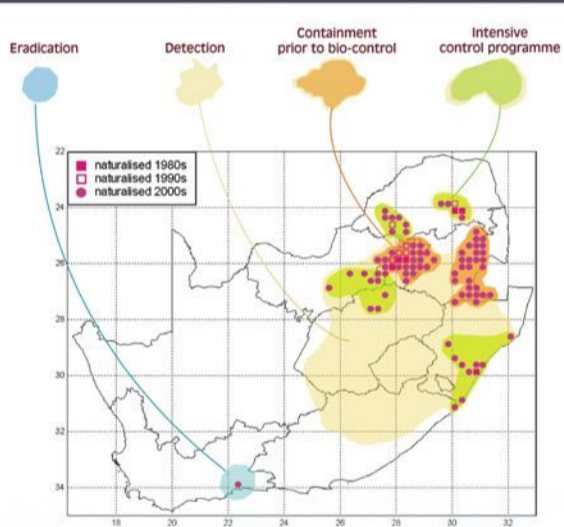 Eradication
Detection
Containment
prior to bio-control
Intensive
control programme
naturalised 1980s
naturalised 1990s
naturalised 2000s
22
24
26
28
30
32
34
18
20
22
24
26
28
30
32